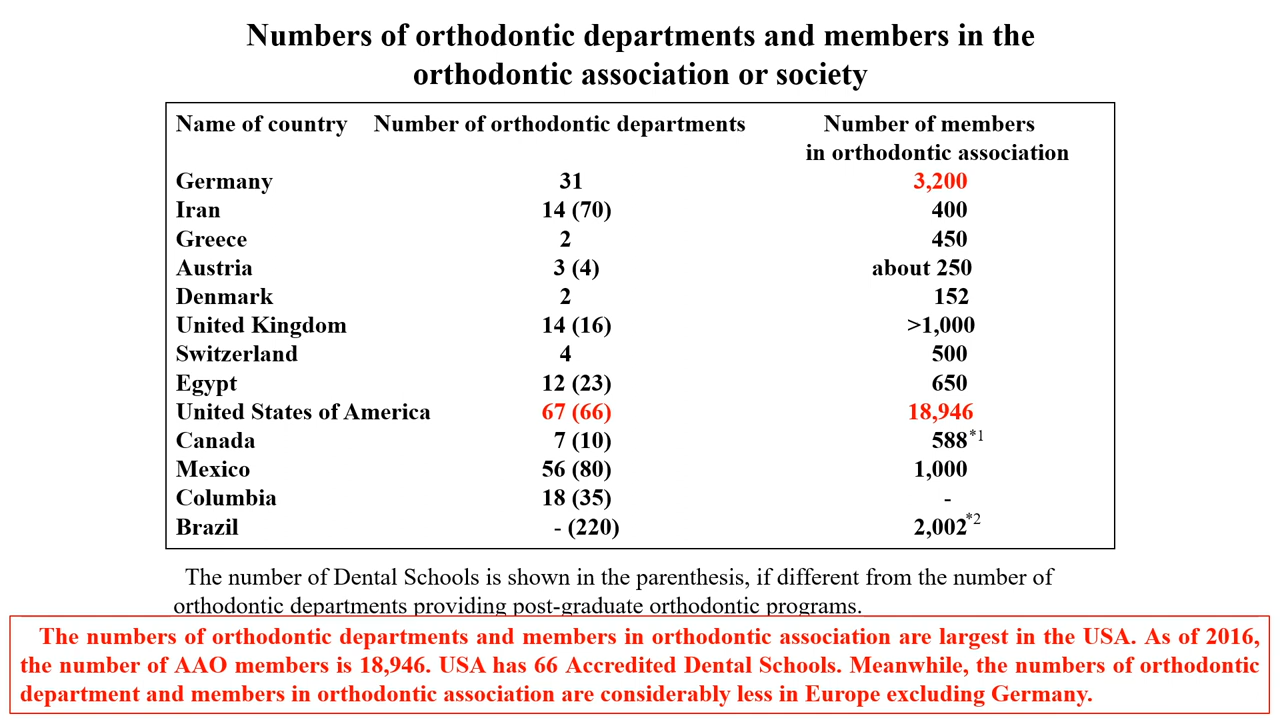 Numbers of orthodontic departments and members in the
orthodontic association or society
Name of country Number of orthodontic departments Number of members
in orthodontic association
Germany 31 3,200
Iran 14 (70) 400
Greece 2 450
Austria 3 (4) about 250
Denmark 2 152
United Kingdom 14 (16) >1,000
Switzerland 4 500
Egypt 12 (23) 650
United States of America 67 (66) 18,946
Canada 7 (10) 588*1
Mexico 56 (80) 1,000
Columbia 18 (35) -
Brazil - (220) 2,002*2
The number of Dental Schools is shown in the parenthesis, if different from the number of
orthodontic departments providing post-graduate orthodontic programs.
The numbers of orthodontic departments and members in orthodontic association are largest in the USA. As of 2016,
the number of AAO members is 18,946. USA has 66 Accredited Dental Schools. Meanwhile, the numbers of orthodontic
department and members in orthodontic association are considerably less in Europe excluding Germany.